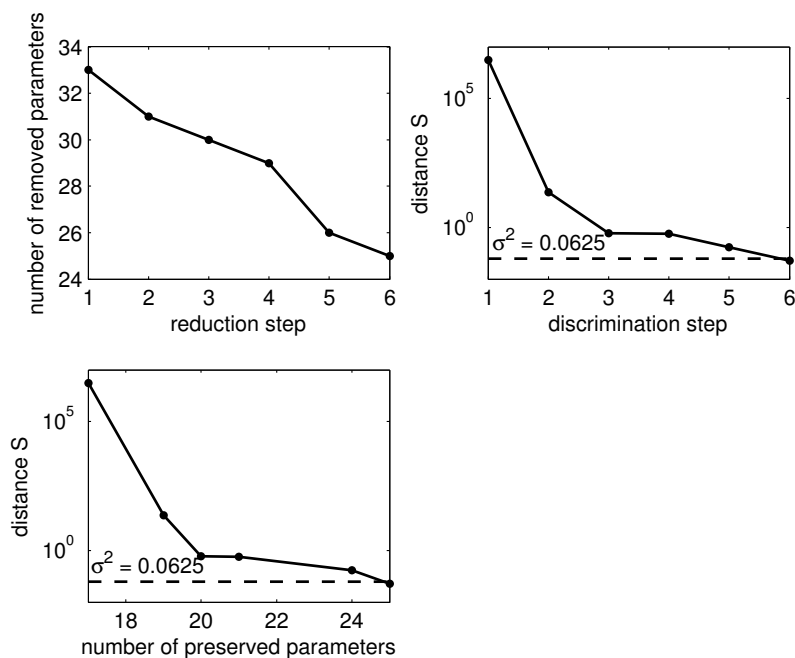 34
32
30
28
26
24
number of removed parameters
1 2 3 4 5 6
reduction step
10^5
10^0
distance S
σ^2 = 0.0625
1 2 3 4 5 6
discrimination step
10^5
10^0
distance S
σ^2 = 0.0625
18 20 22 24
number of preserved parameters